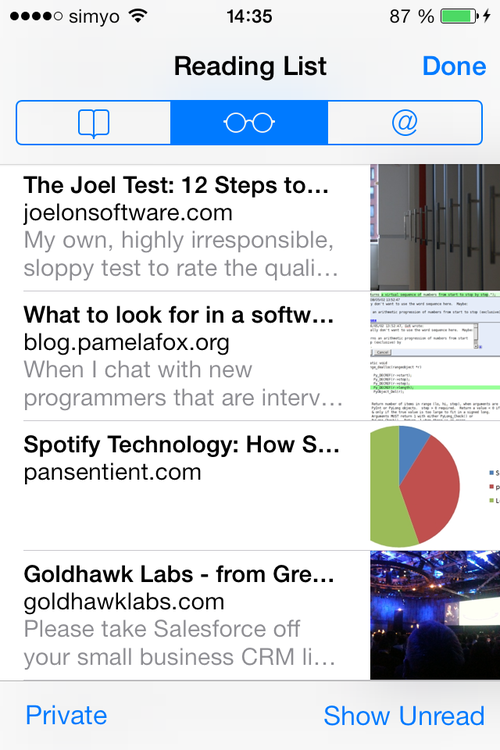 simyo 14:35 87 %
Reading List Done
@
The Joel Test: 12 Steps to…
joelonsoftware.com
My own, highly irresponsible,
sloppy test to rate the quali…
What to look for in a softw…
blog.pamelafox.org
When I chat with new
programmers that are interv…
Spotify Technology: How S…
pansentient.com
Goldhawk Labs - from Gre…
goldhawklabs.com
Please take Salesforce off
your small business CRM li…
Private Show Unread